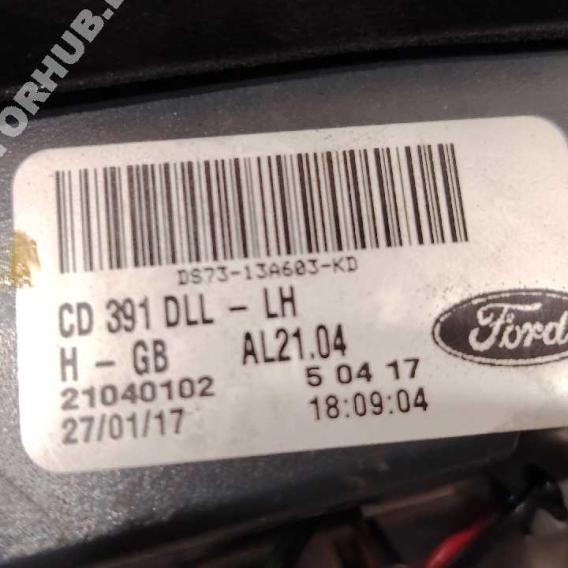 DS73-13A603-KD
CD 391 DLL - LH
H - GB AL21.04
21040102 5 04 17
27/01/17 18:09:04
Ford